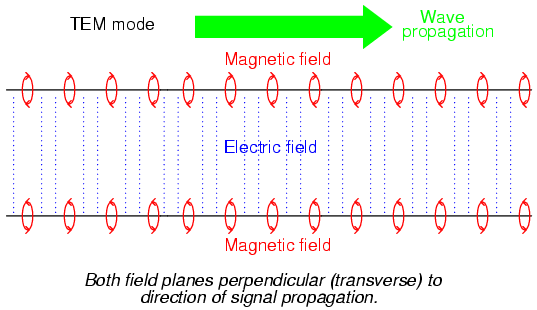 TEM mode
Wave
propagation
Magnetic field
Electric field
Magnetic field
Both field planes perpendicular (transverse) to
direction of signal propagation.